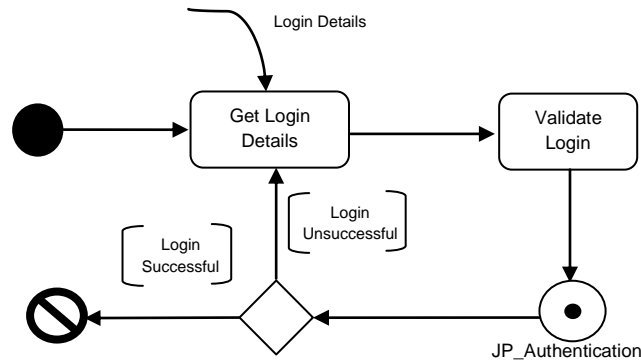 Login Details
Get Login
Details
Validate
Login
Login
Unsuccessful
Login
Successful
JP_Authentication